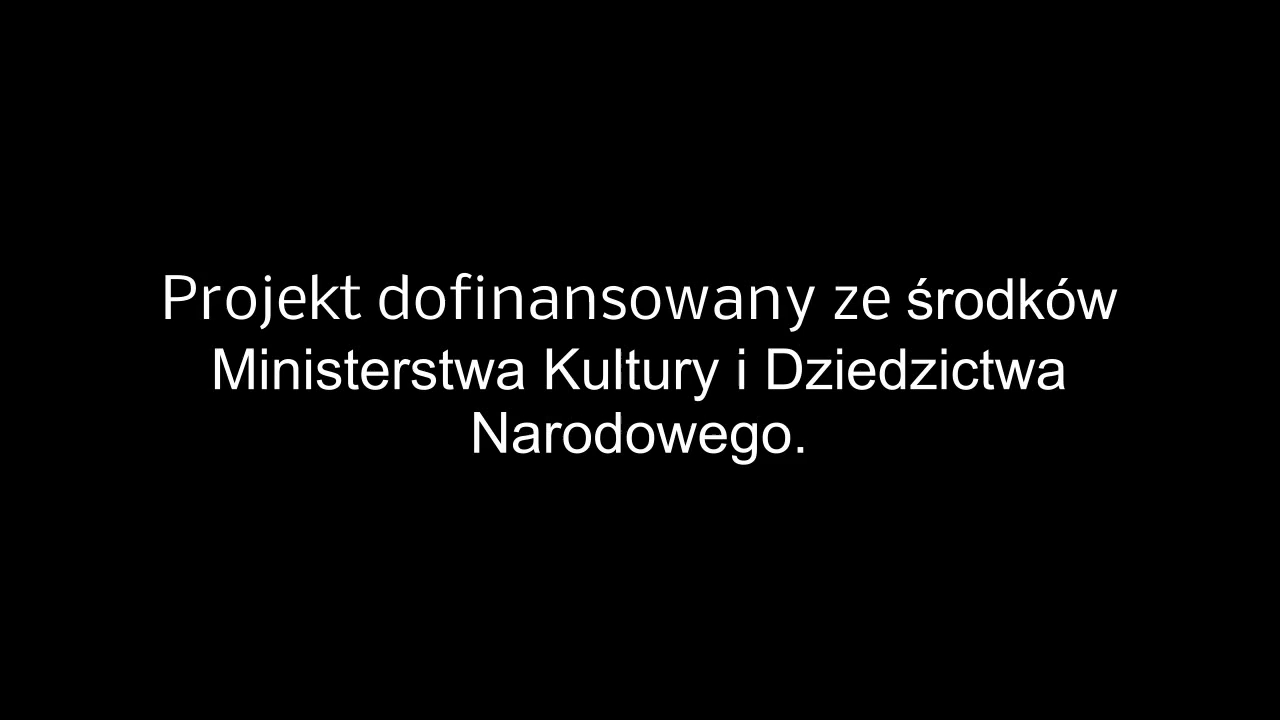 Projekt dofinansowany ze środków
Ministerstwa Kultury i Dziedzictwa
Narodowego.